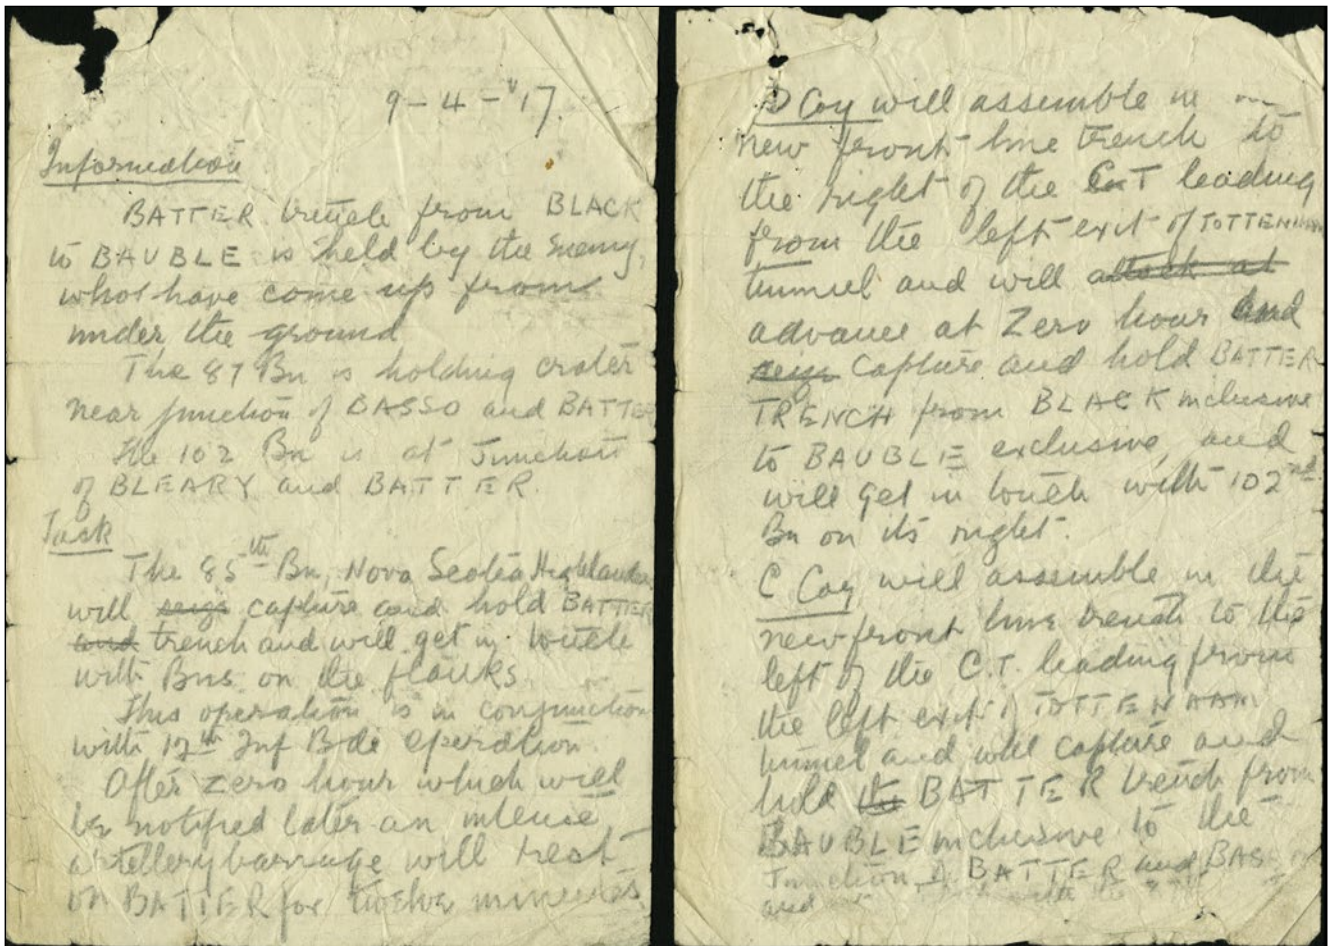 9-4-'17.
Information
BATTER trench from BLACK
to BAUBLE is held by the enemy,
who have come up from
under the ground
The 87 Bn is holding crater
near junction of BASSO and BATTER
The 102 Bn is at Junction
of BLEARY and BATTER.
Task
The 85th Bn, Nova Scotia Highlanders
will seize capture and hold BATTER
and trench and will get in touch
with Bns on the flanks.
This operation is in conjunction
with 12th Inf Bde operation.
After zero hour which will
be notified later an intense
artillery barrage will rest
on BATTER for twelve minutes
D Coy will assemble in
new front line trench to
the right of the C.T leading
from the left exit of TOTTENHAM
tunnel and will attack at
advance at Zero hour and
seize Capture and hold BATTER
TRENCH from BLACK inclusive
to BAUBLE exclusive, and
will get in touch with 102nd
Bn on its right.
C Coy will assemble in the
new front line trench to the
left of the C.T. leading from
the left exit of TOTTENHAM
tunnel and will capture and
hold the BATTER trench from
BAUBLE inclusive to the
Junction of BATTER and BAS
and with the